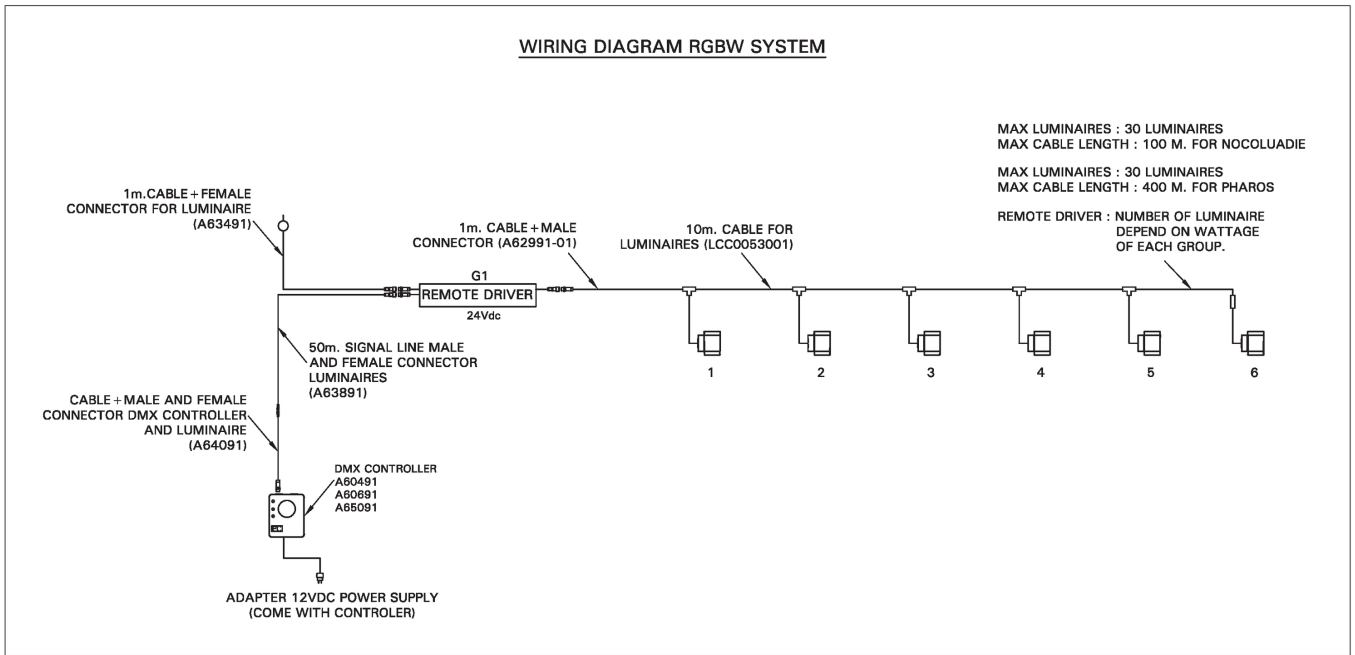 WIRING DIAGRAM RGBW SYSTEM
MAX LUMINAIRES : 30 LUMINAIRES
MAX CABLE LENGTH : 100 M. FOR NOCOLUADIE
MAX LUMINAIRES : 30 LUMINAIRES
MAX CABLE LENGTH : 400 M. FOR PHAROS
REMOTE DRIVER : NUMBER OF LUMINAIRE
DEPEND ON WATTAGE
OF EACH GROUP.
1m.CABLE+FEMALE
CONNECTOR FOR LUMINAIRE
(A63491)
1m. CABLE+MALE
CONNECTOR (A62991-01)
10m. CABLE FOR
LUMINAIRES (LCC0053001)
G1
REMOTE DRIVER
24Vdc
50m. SIGNAL LINE MALE
AND FEMALE CONNECTOR
LUMINAIRES
(A63891)
1
2
3
4
5
6
CABLE+MALE AND FEMALE
CONNECTOR DMX CONTROLLER
AND LUMINAIRE
(A64091)
DMX CONTROLLER
A60491
A60691
A65091
ADAPTER 12VDC POWER SUPPLY
(COME WITH CONTROLER)